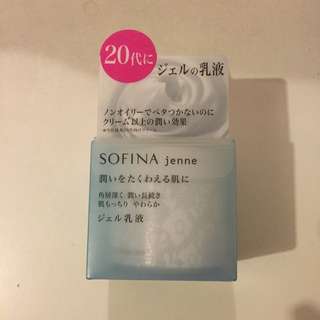 20代に
ジェルの乳液
ノンオイリーでベタつかないのに
クリーム以上の潤い効果
SOFINA jenne
潤いをたくわえる肌に
角層深く 潤い長続き
肌もっちり やわらか
ジェル乳液